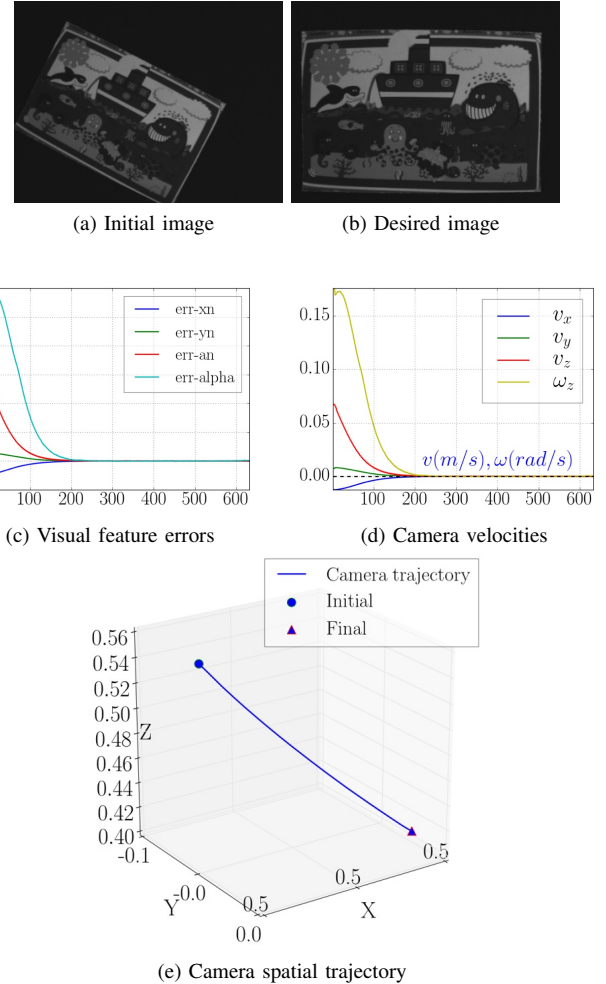 (a) Initial image
(b) Desired image
err-xn
err-yn
err-an
err-alpha
100 200 300 400 500 600
(c) Visual feature errors
0.15
0.10
0.05
0.00
v_x
v_y
v_z
ω_z
v(m/s), ω(rad/s)
100 200 300 400 500 600
(d) Camera velocities
Camera trajectory
Initial
Final
0.56
0.54
0.52
0.50
0.48
0.46
0.44
0.42
0.40
Z
-0.1
-0.0
0.0
Y
0.5
0.5
0.5
X
(e) Camera spatial trajectory